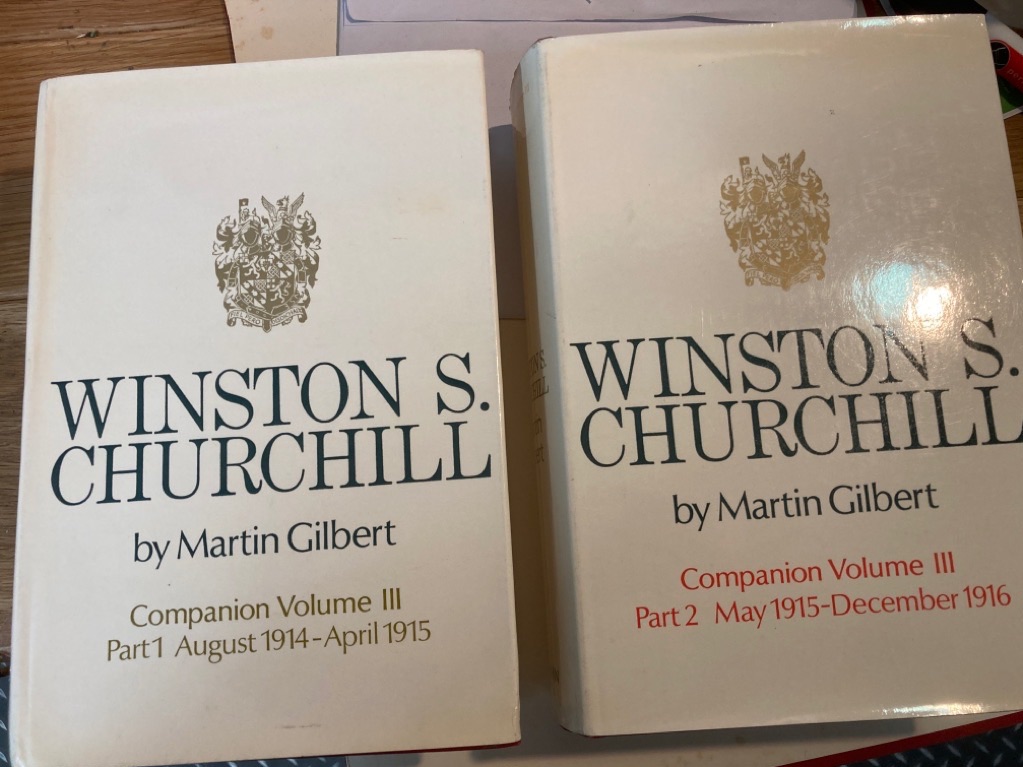 WINSTON S.
CHURCHILL
by Martin Gilbert
Companion Volume III
Part 1 August 1914-April 1915
WINSTON S.
CHURCHILL
by Martin Gilbert
Companion Volume III
Part 2 May 1915-December 1916